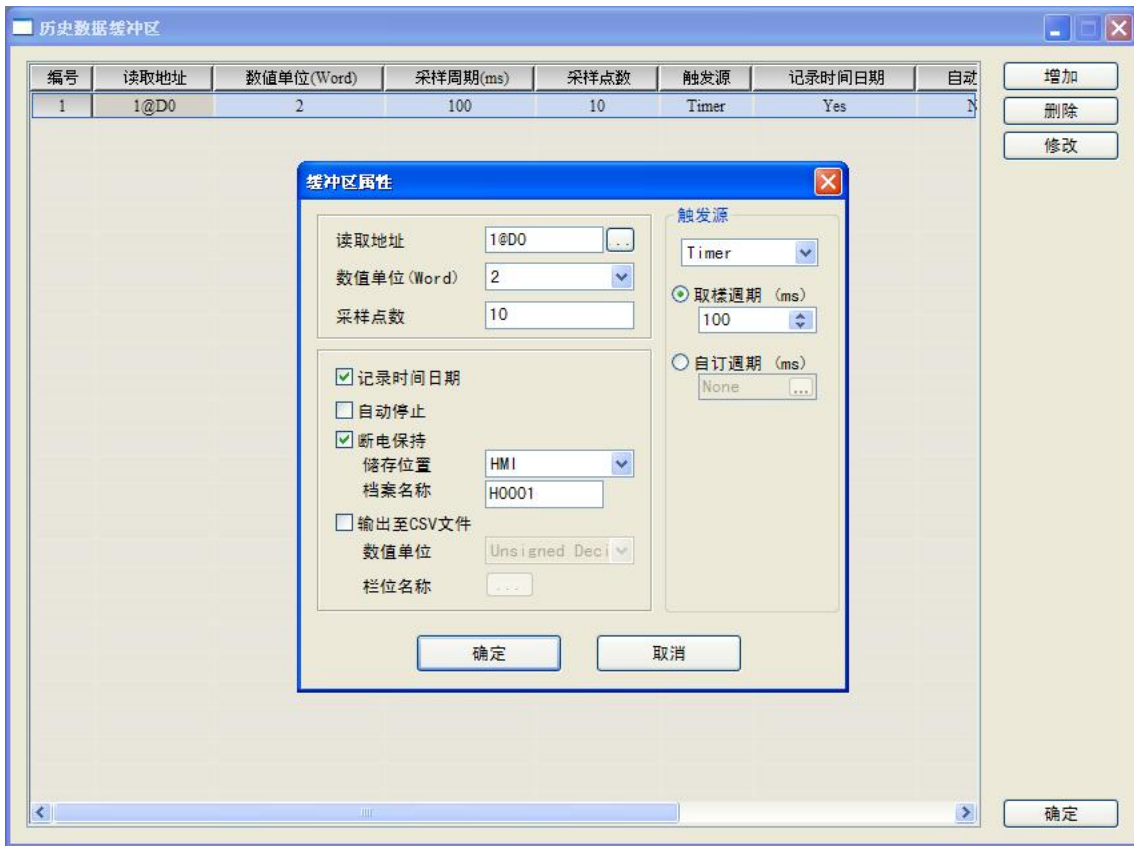 历史数据缓冲区
编号 读取地址 数值单位(Word) 采样周期(ms) 采样点数 触发源 记录时间日期 自动
1 1@D0 2 100 10 Timer Yes N
增加
删除
修改
缓冲区属性
读取地址 1@D0 ...
数值单位(Word) 2
采样点数 10
记录时间日期
自动停止
断电保持
储存位置 HMI
档案名称 H0001
输出至CSV文件
数值单位 Unsigned Deci
栏位名称 ...
触发源
Timer
取樣週期 (ms)
100
自订週期 (ms)
None ...
确定 取消
确定